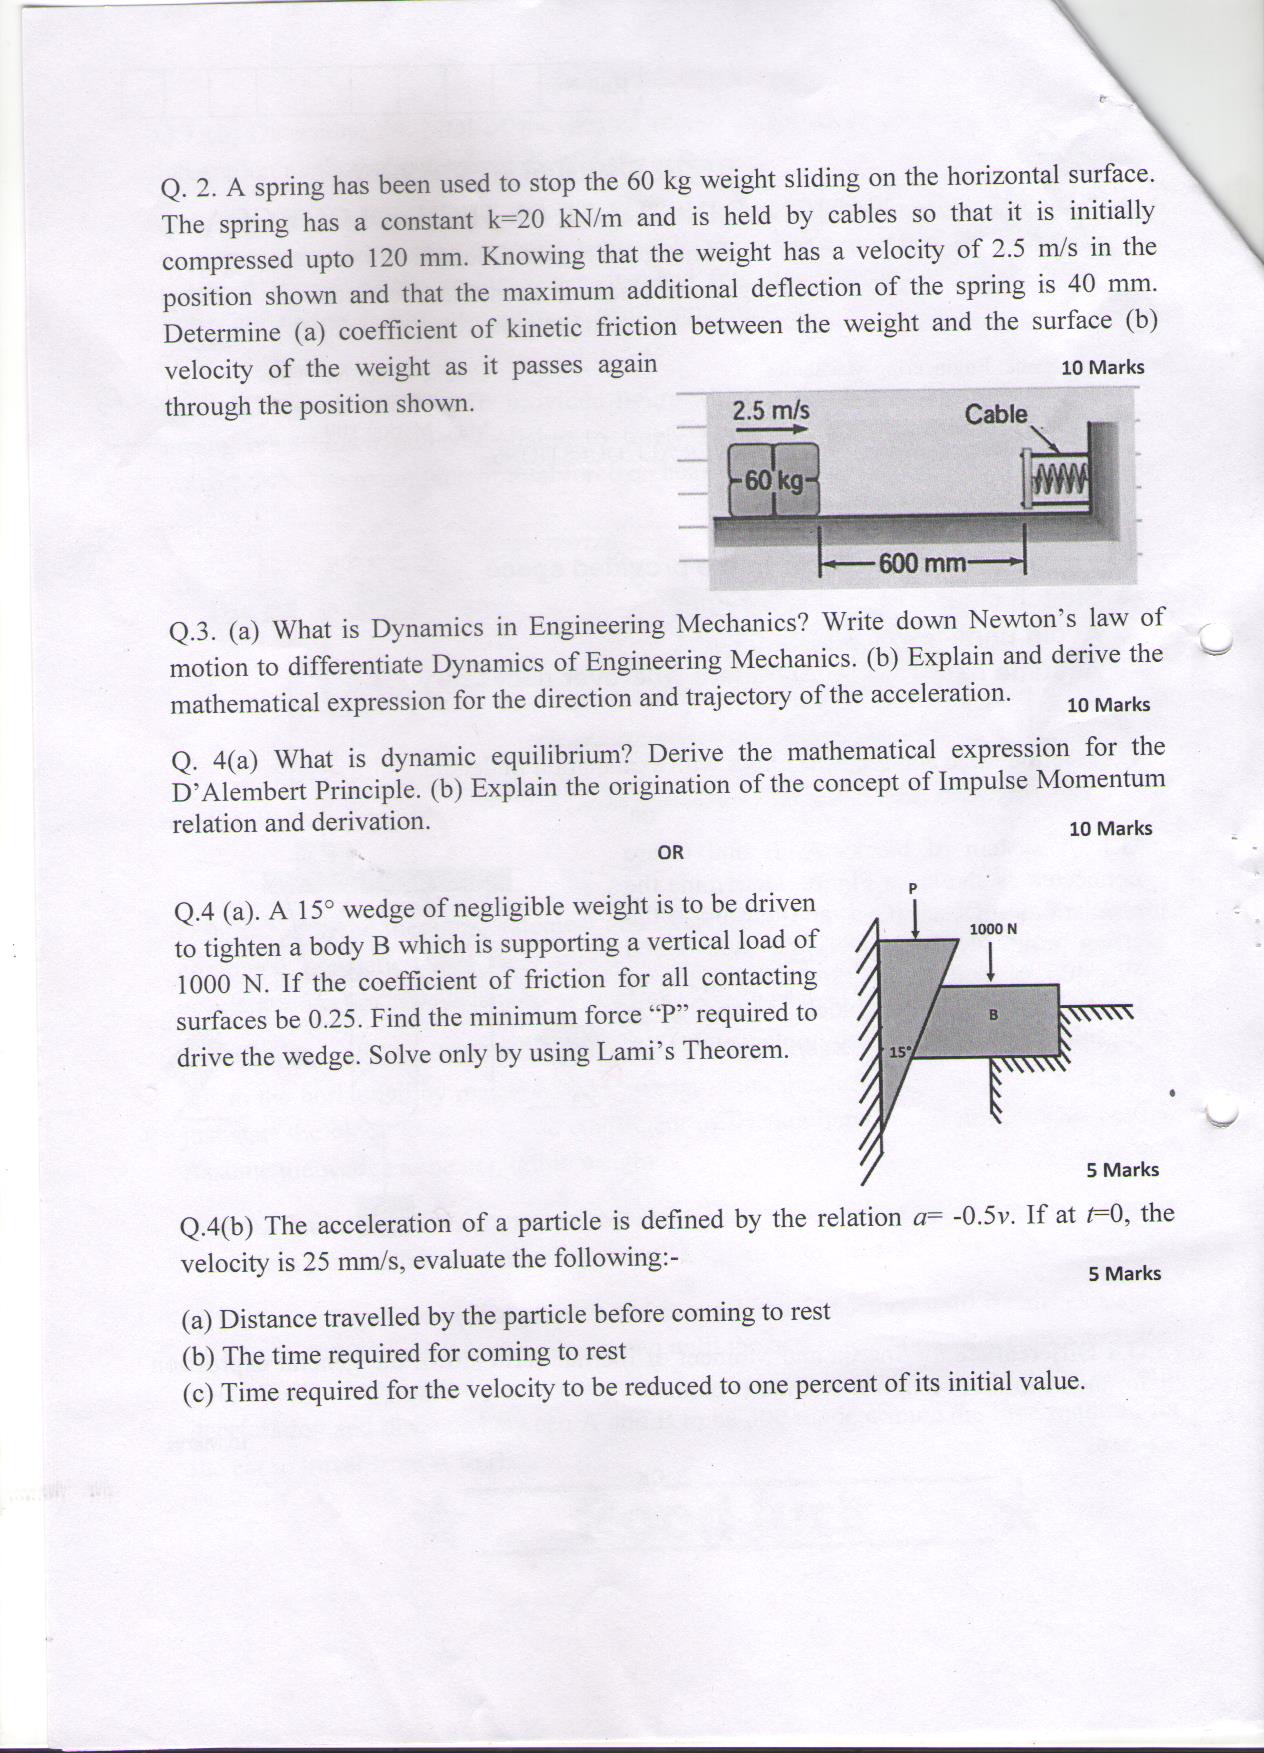 Q. 2. A spring has been used to stop the 60 kg weight sliding on the horizontal surface.
The spring has a constant k=20 kN/m and is held by cables so that it is initially
compressed upto 120 mm. Knowing that the weight has a velocity of 2.5 m/s in the
position shown and that the maximum additional deflection of the spring is 40 mm.
Determine (a) coefficient of kinetic friction between the weight and the surface (b)
velocity of the weight as it passes again
10 Marks
through the position shown.
2.5 m/s
Cable
60 kg
600 mm
Q.3. (a) What is Dynamics in Engineering Mechanics? Write down Newton's law of
motion to differentiate Dynamics of Engineering Mechanics. (b) Explain and derive the
mathematical expression for the direction and trajectory of the acceleration.
10 Marks
Q. 4(a) What is dynamic equilibrium? Derive the mathematical expression for the
D'Alembert Principle. (b) Explain the origination of the concept of Impulse Momentum
relation and derivation.
10 Marks
OR
Q.4 (a). A 15° wedge of negligible weight is to be driven
to tighten a body B which is supporting a vertical load of
1000 N. If the coefficient of friction for all contacting
surfaces be 0.25. Find the minimum force “P” required to
drive the wedge. Solve only by using Lami's Theorem.
P
1000 N
B
15°
5 Marks
Q.4(b) The acceleration of a particle is defined by the relation a= -0.5v. If at t=0, the
velocity is 25 mm/s, evaluate the following:-
5 Marks
(a) Distance travelled by the particle before coming to rest
(b) The time required for coming to rest
(c) Time required for the velocity to be reduced to one percent of its initial value.